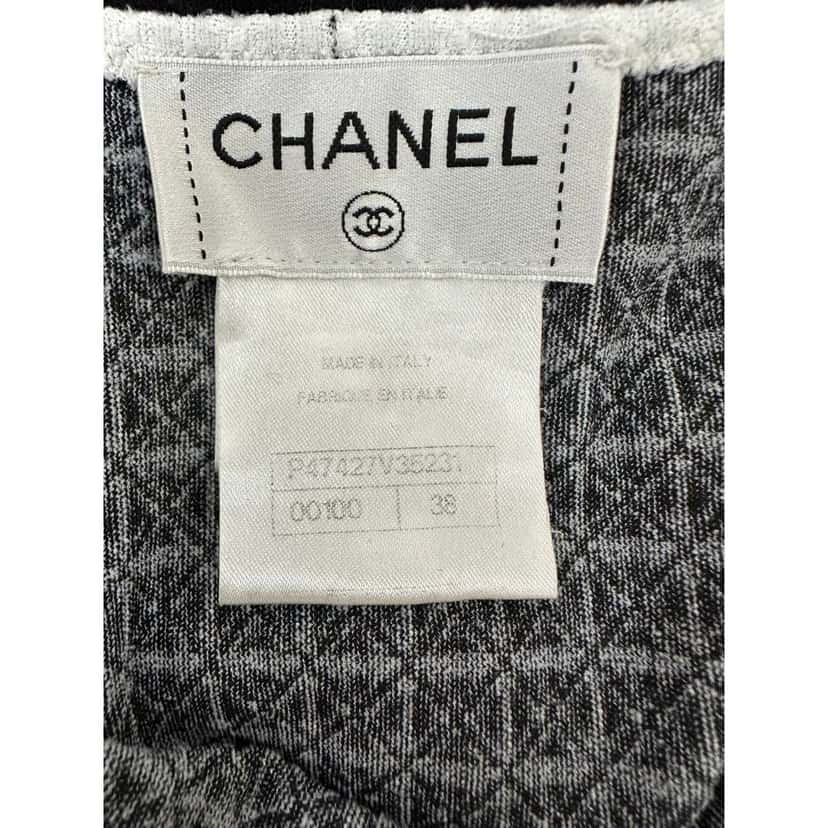 CHANEL
MADE IN ITALY
FABRIQUE EN ITALIE
P47427V35231
00100 38